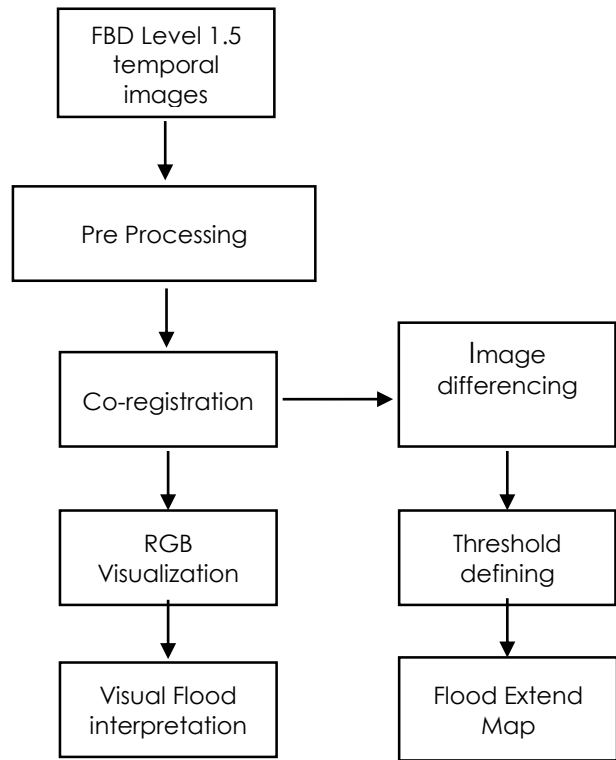 FBD Level 1.5
temporal
images
Pre Processing
Co-registration
Image
differencing
RGB
Visualization
Threshold
defining
Visual Flood
interpretation
Flood Extend
Map